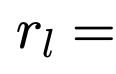 r_l =